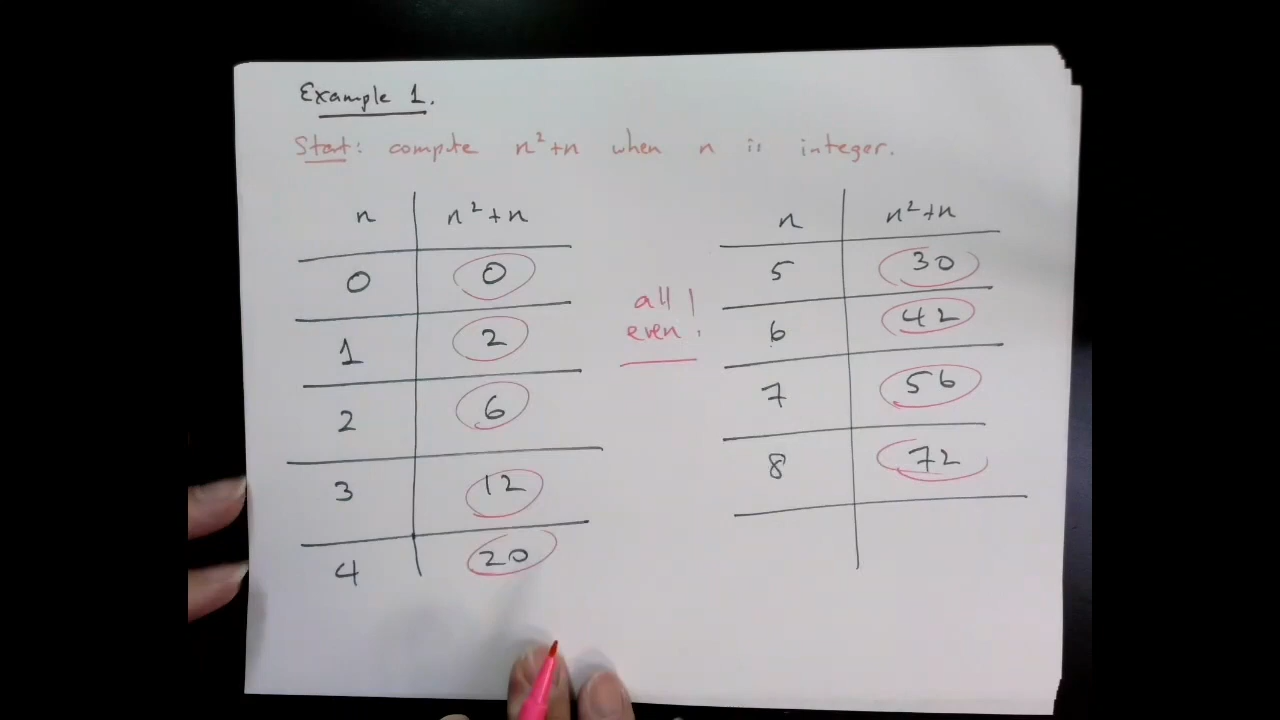 Example 1.
Start: compute n²+n when n is integer.
n n²+n
0 0
1 2
2 6
3 12
4 20
all
even!
n n²+n
5 30
6 42
7 56
8 72